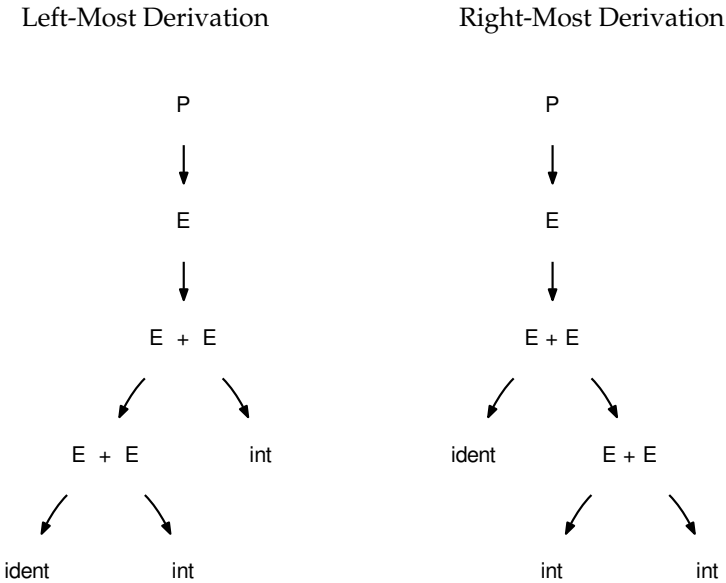 Left-Most Derivation Right-Most Derivation
P P
E E
E + E E + E
E + E int ident E + E
ident int int int